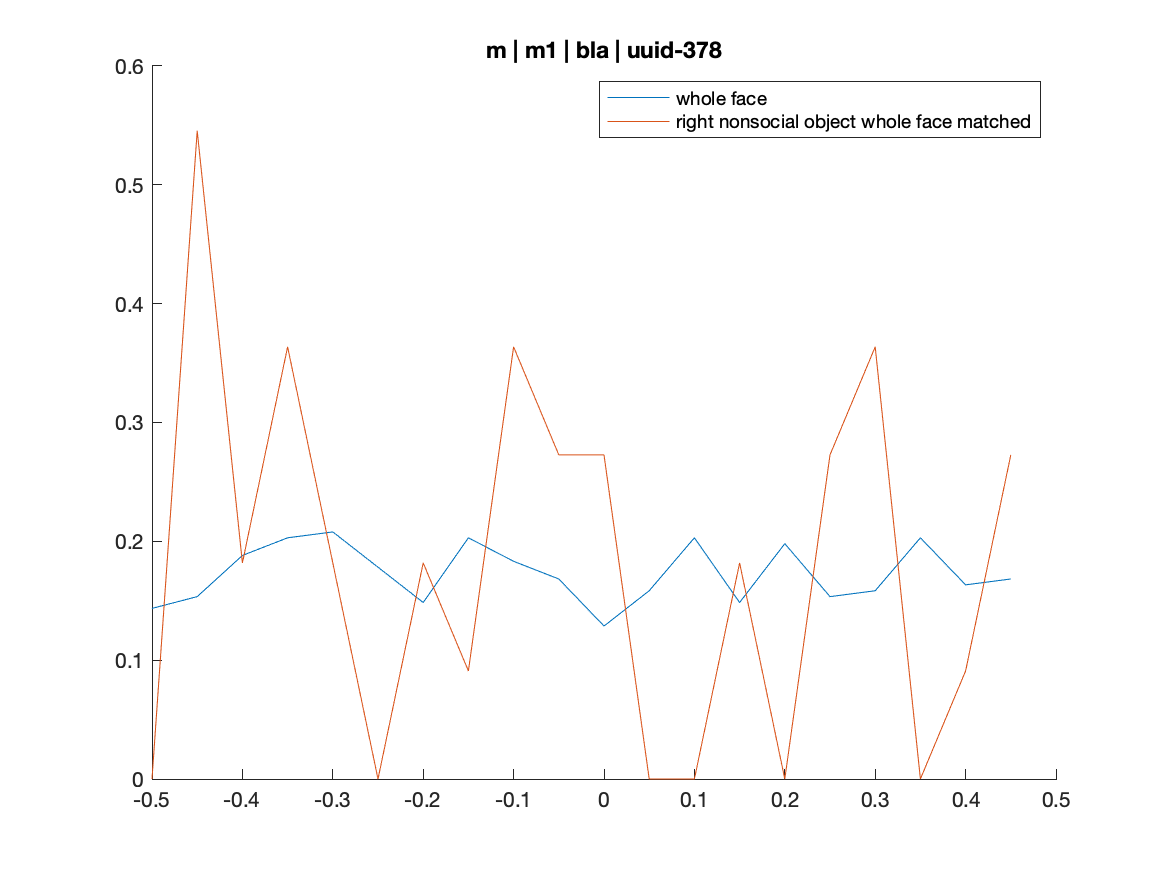 m | m1 | bla | uuid-378
whole face
right nonsocial object whole face matched
0.6
0.5
0.4
0.3
0.2
0.1
0
-0.5 -0.4 -0.3 -0.2 -0.1 0 0.1 0.2 0.3 0.4 0.5